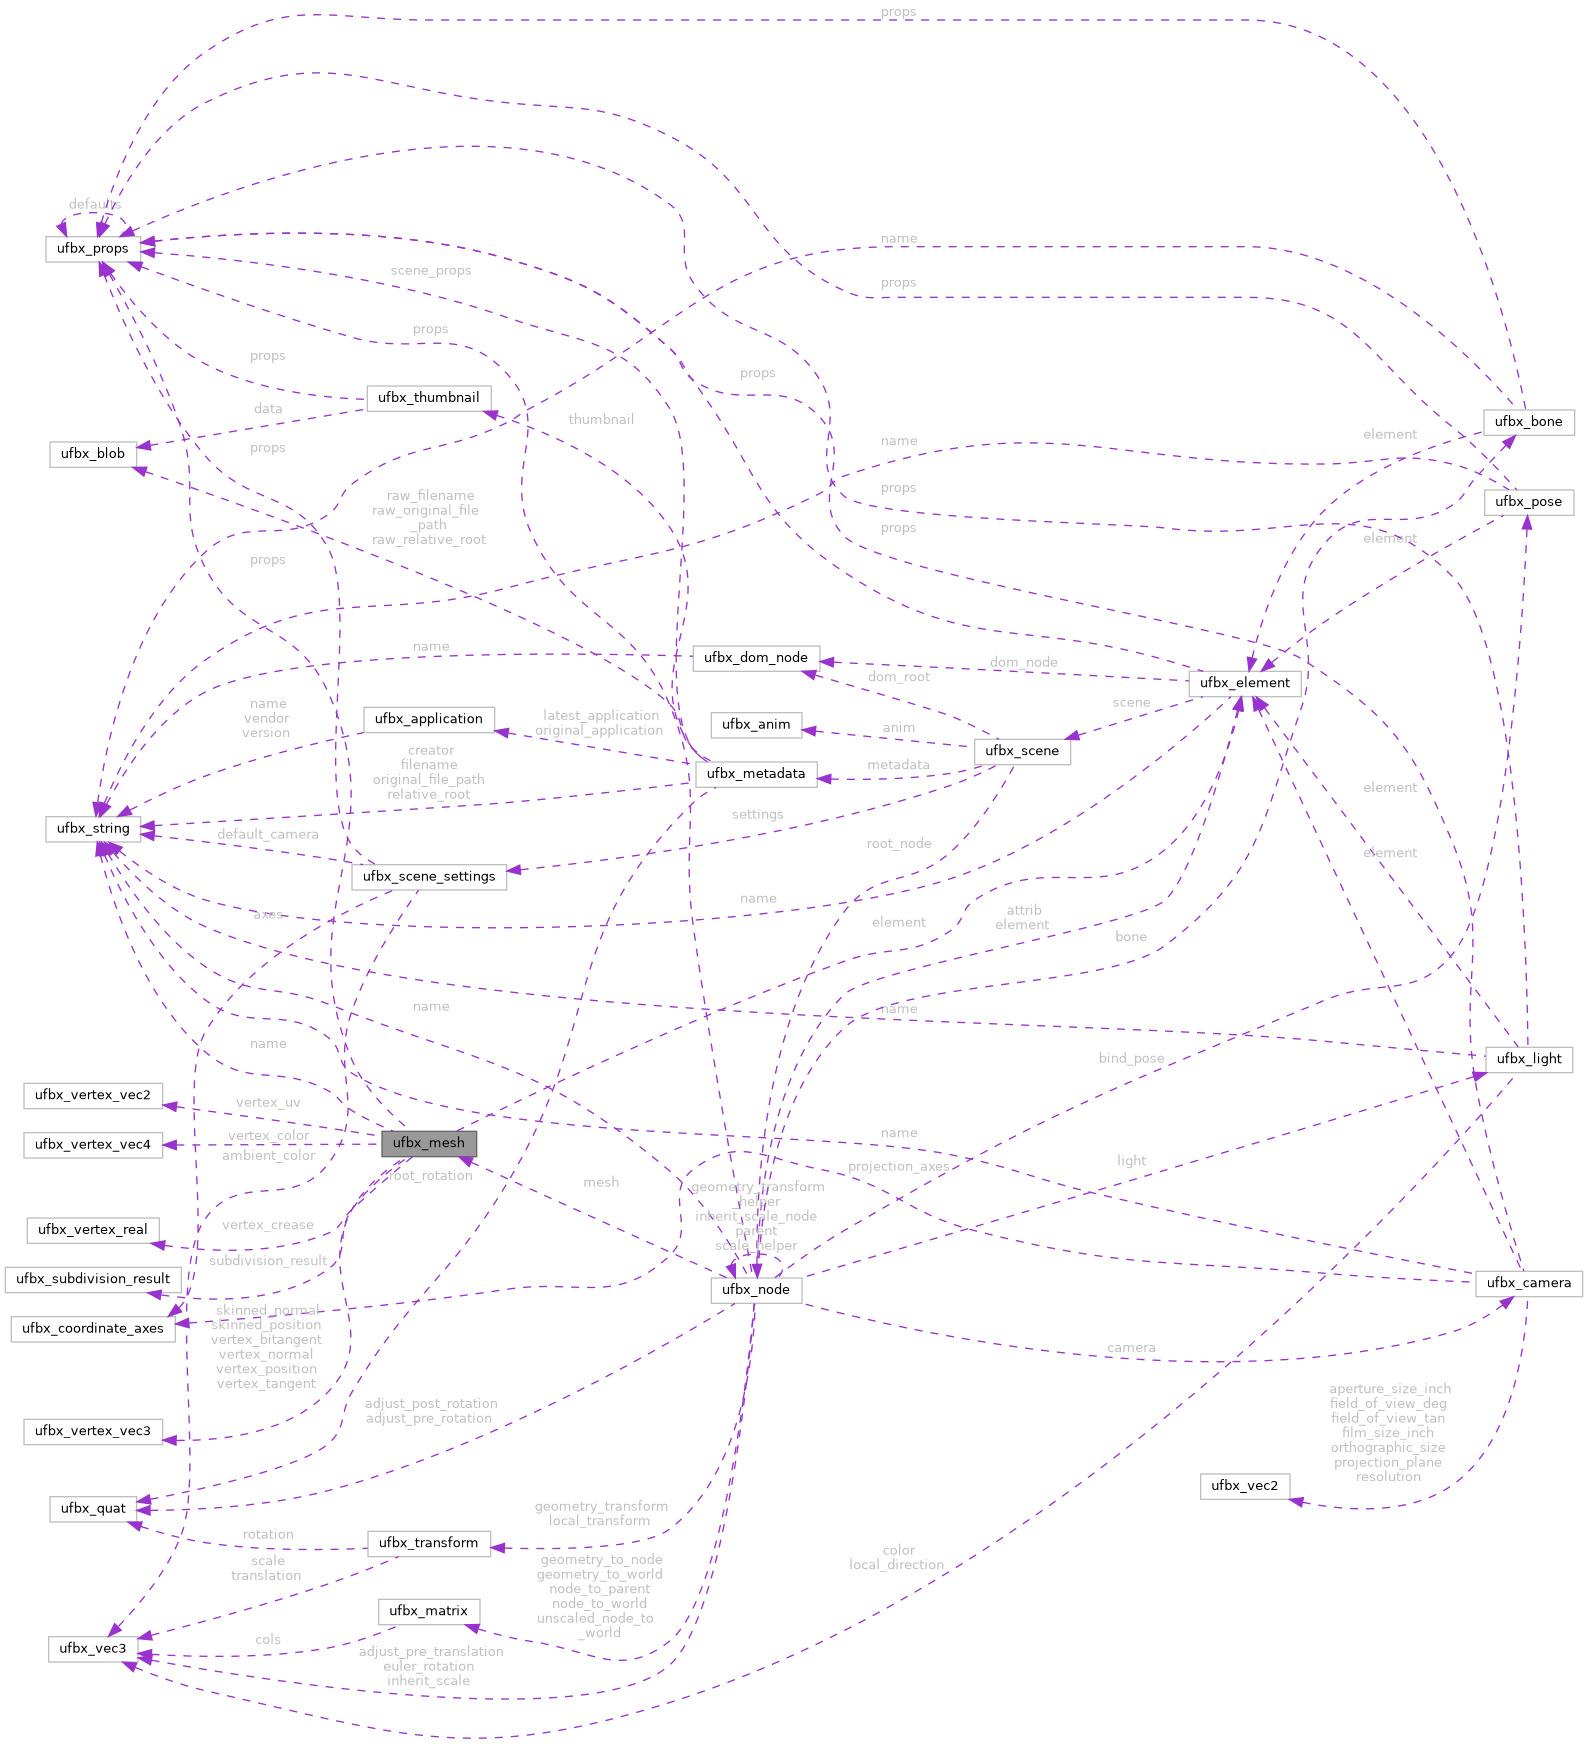 props
defaults
ufbx_props
name
scene_props
props
props
props
props
ufbx_thumbnail
data
thumbnail
ufbx_bone
element
ufbx_blob
props
name
props
raw_filename
raw_original_file
_path
raw_relative_root
ufbx_pose
props
element
props
name
ufbx_dom_node
dom_node
dom_root
ufbx_element
name
vendor
version
ufbx_application
latest_application
original_application
ufbx_anim
anim
scene
ufbx_scene
creator
filename
original_file_path
relative_root
ufbx_metadata
metadata
element
settings
ufbx_string
default_camera
root_node
element
ufbx_scene_settings
name
axes
element
attrib
element
bone
name
name
name
bind_pose
ufbx_light
ufbx_vertex_vec2
vertex_uv
ufbx_vertex_vec4
vertex_color
ambient_color
ufbx_mesh
name
root_rotation
mesh
projection_axes
light
geometry_transform
_helper
inherit_scale_node
parent
scale_helper
ufbx_vertex_real
vertex_crease
subdivision_result
ufbx_subdivision_result
ufbx_node
ufbx_camera
ufbx_coordinate_axes
skinned_normal
skinned_position
vertex_bitangent
vertex_normal
vertex_position
vertex_tangent
camera
aperture_size_inch
field_of_view_deg
field_of_view_tan
film_size_inch
orthographic_size
projection_plane
resolution
adjust_post_rotation
adjust_pre_rotation
ufbx_vertex_vec3
ufbx_vec2
ufbx_quat
geometry_transform
local_transform
rotation
ufbx_transform
scale
translation
geometry_to_node
geometry_to_world
node_to_parent
node_to_world
unscaled_node_to
_world
color
local_direction
ufbx_matrix
cols
ufbx_vec3
adjust_pre_translation
euler_rotation
inherit_scale